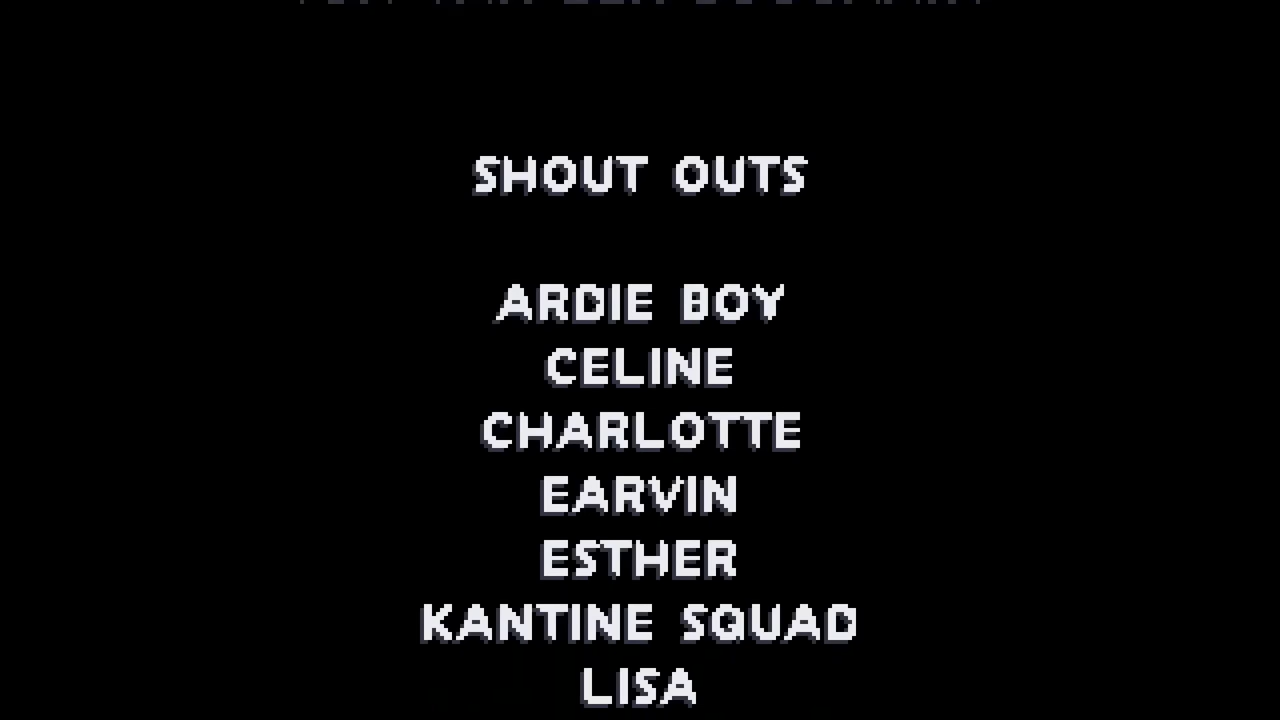 SHOUT OUTS
ARDIE BOY
CELINE
CHARLOTTE
EARVIN
ESTHER
KANTINE SQUAD
LISA